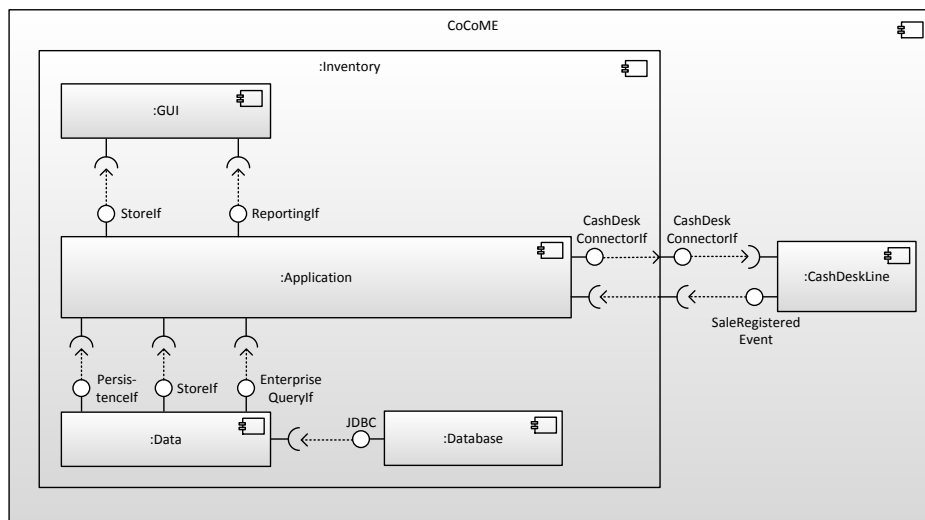 CoCoME
:Inventory
:GUI
StoreIf
ReportingIf
CashDesk
ConnectorIf
CashDesk
ConnectorIf
:Application
:CashDeskLine
SaleRegistered
Event
Persis-
tenceIf
StoreIf
Enterprise
QueryIf
JDBC
:Data
:Database